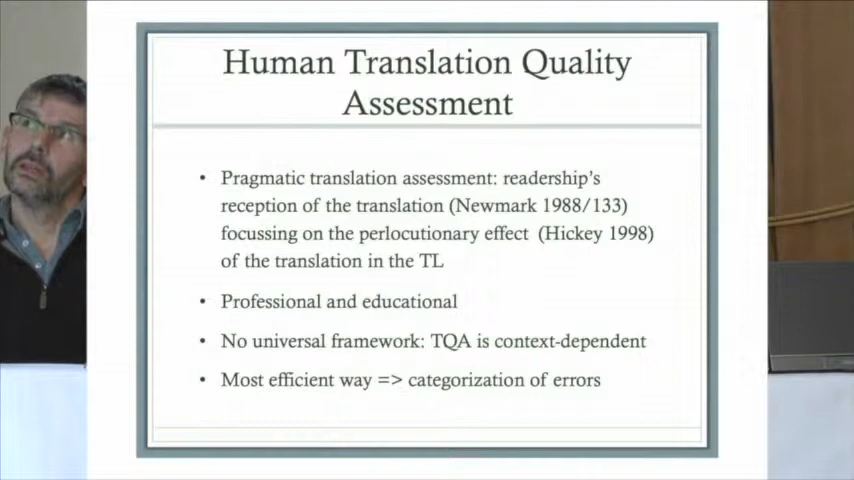 Human Translation Quality
Assessment
• Pragmatic translation assessment: readership's
reception of the translation (Newmark 1988/133)
focussing on the perlocutionary effect (Hickey 1998)
of the translation in the TL
• Professional and educational
• No universal framework: TQA is context-dependent
• Most efficient way => categorization of errors